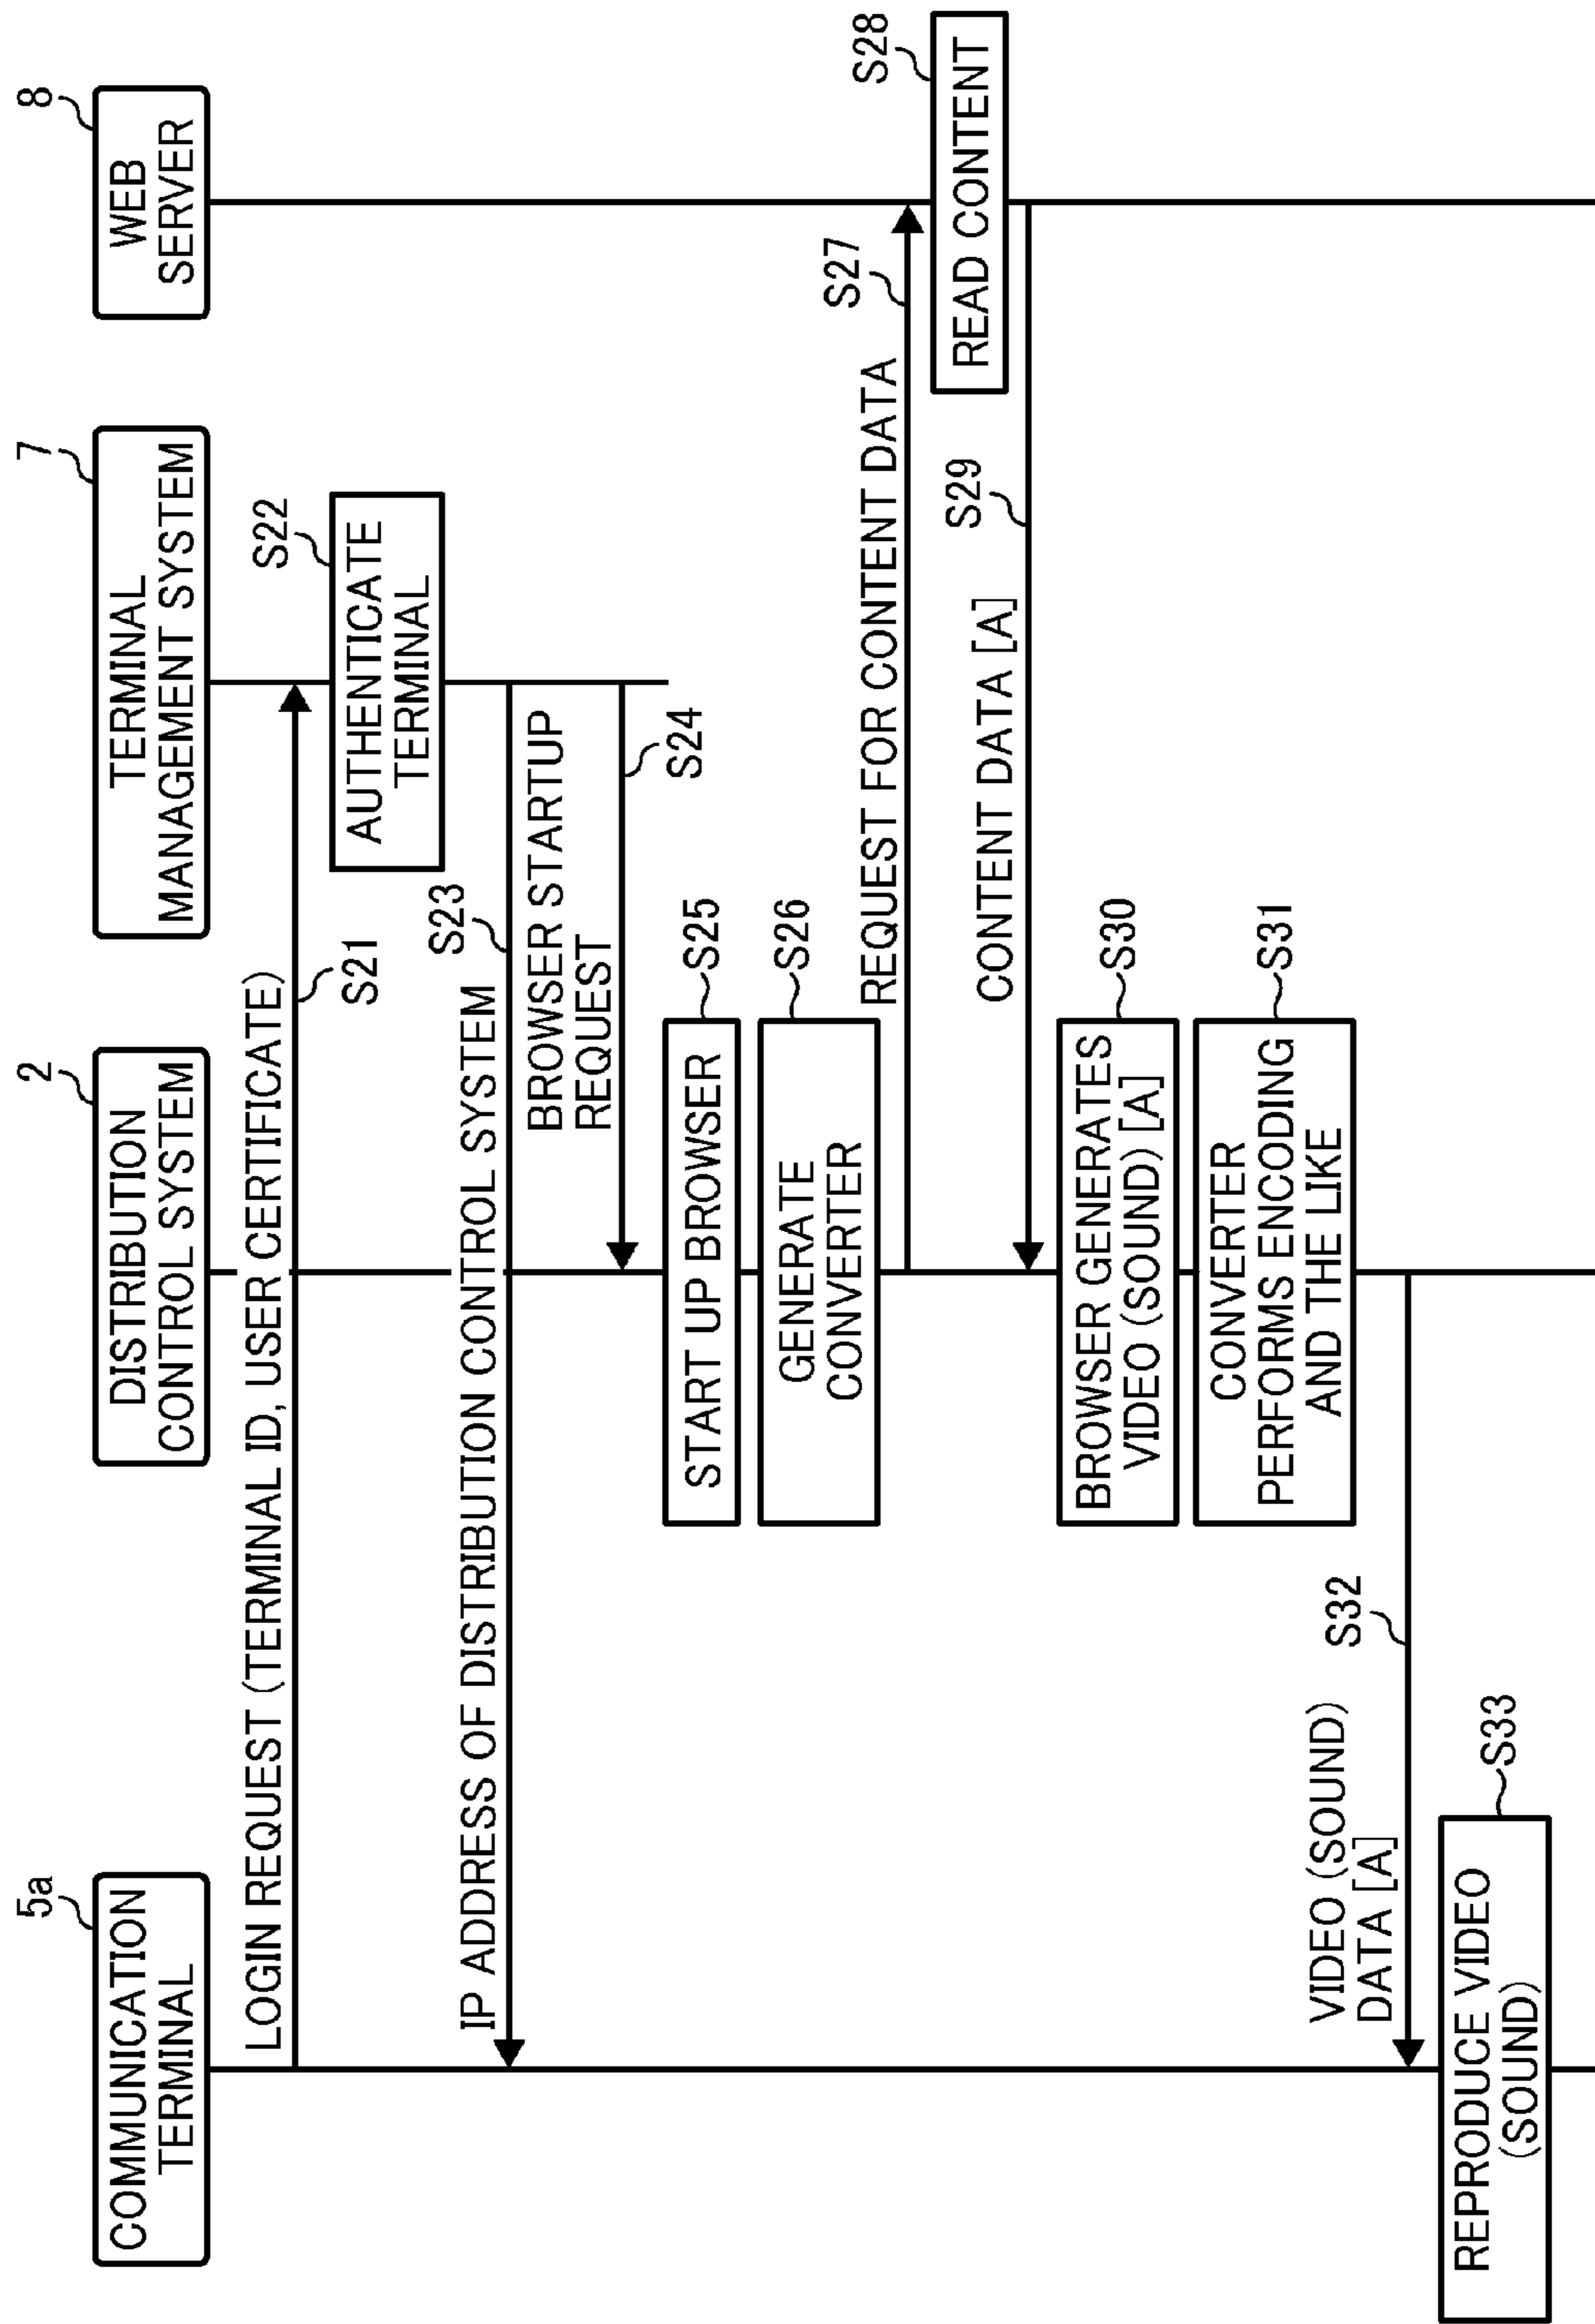 5a
COMMUNICATION
TERMINAL
2
DISTRIBUTION
CONTROL SYSTEM
7
TERMINAL
MANAGEMENT SYSTEM
8
WEB
SERVER
LOGIN REQUEST (TERMINAL ID, USER CERTIFICATE)
S21
S22
AUTHENTICATE
TERMINAL
IP ADDRESS OF DISTRIBUTION CONTROL SYSTEM
S23
BROWSER STARTUP
REQUEST
S24
START UP BROWSER
S25
GENERATE
CONVERTER
S26
REQUEST FOR CONTENT DATA
S27
S28
READ CONTENT
CONTENT DATA [A]
S29
BROWSER GENERATES
VIDEO (SOUND) [A]
S30
CONVERTER
PERFORMS ENCODING
AND THE LIKE
S31
VIDEO (SOUND)
DATA [A]
S32
REPRODUCE VIDEO
(SOUND)
S33